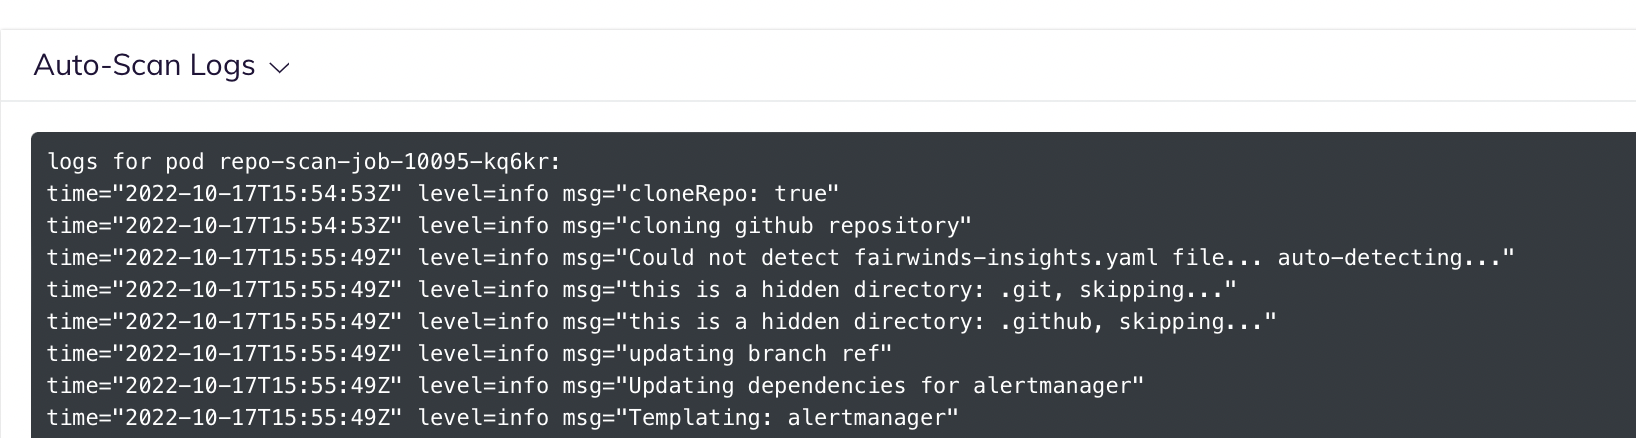 Auto-Scan Logs
logs for pod repo-scan-job-10095-kq6kr:
time="2022-10-17T15:54:53Z" level=info msg="cloneRepo: true"
time="2022-10-17T15:54:53Z" level=info msg="cloning github repository"
time="2022-10-17T15:55:49Z" level=info msg="Could not detect fairwinds-insights.yaml file... auto-detecting..."
time="2022-10-17T15:55:49Z" level=info msg="this is a hidden directory: .git, skipping..."
time="2022-10-17T15:55:49Z" level=info msg="this is a hidden directory: .github, skipping..."
time="2022-10-17T15:55:49Z" level=info msg="updating branch ref"
time="2022-10-17T15:55:49Z" level=info msg="Updating dependencies for alertmanager"
time="2022-10-17T15:55:49Z" level=info msg="Templating: alertmanager"